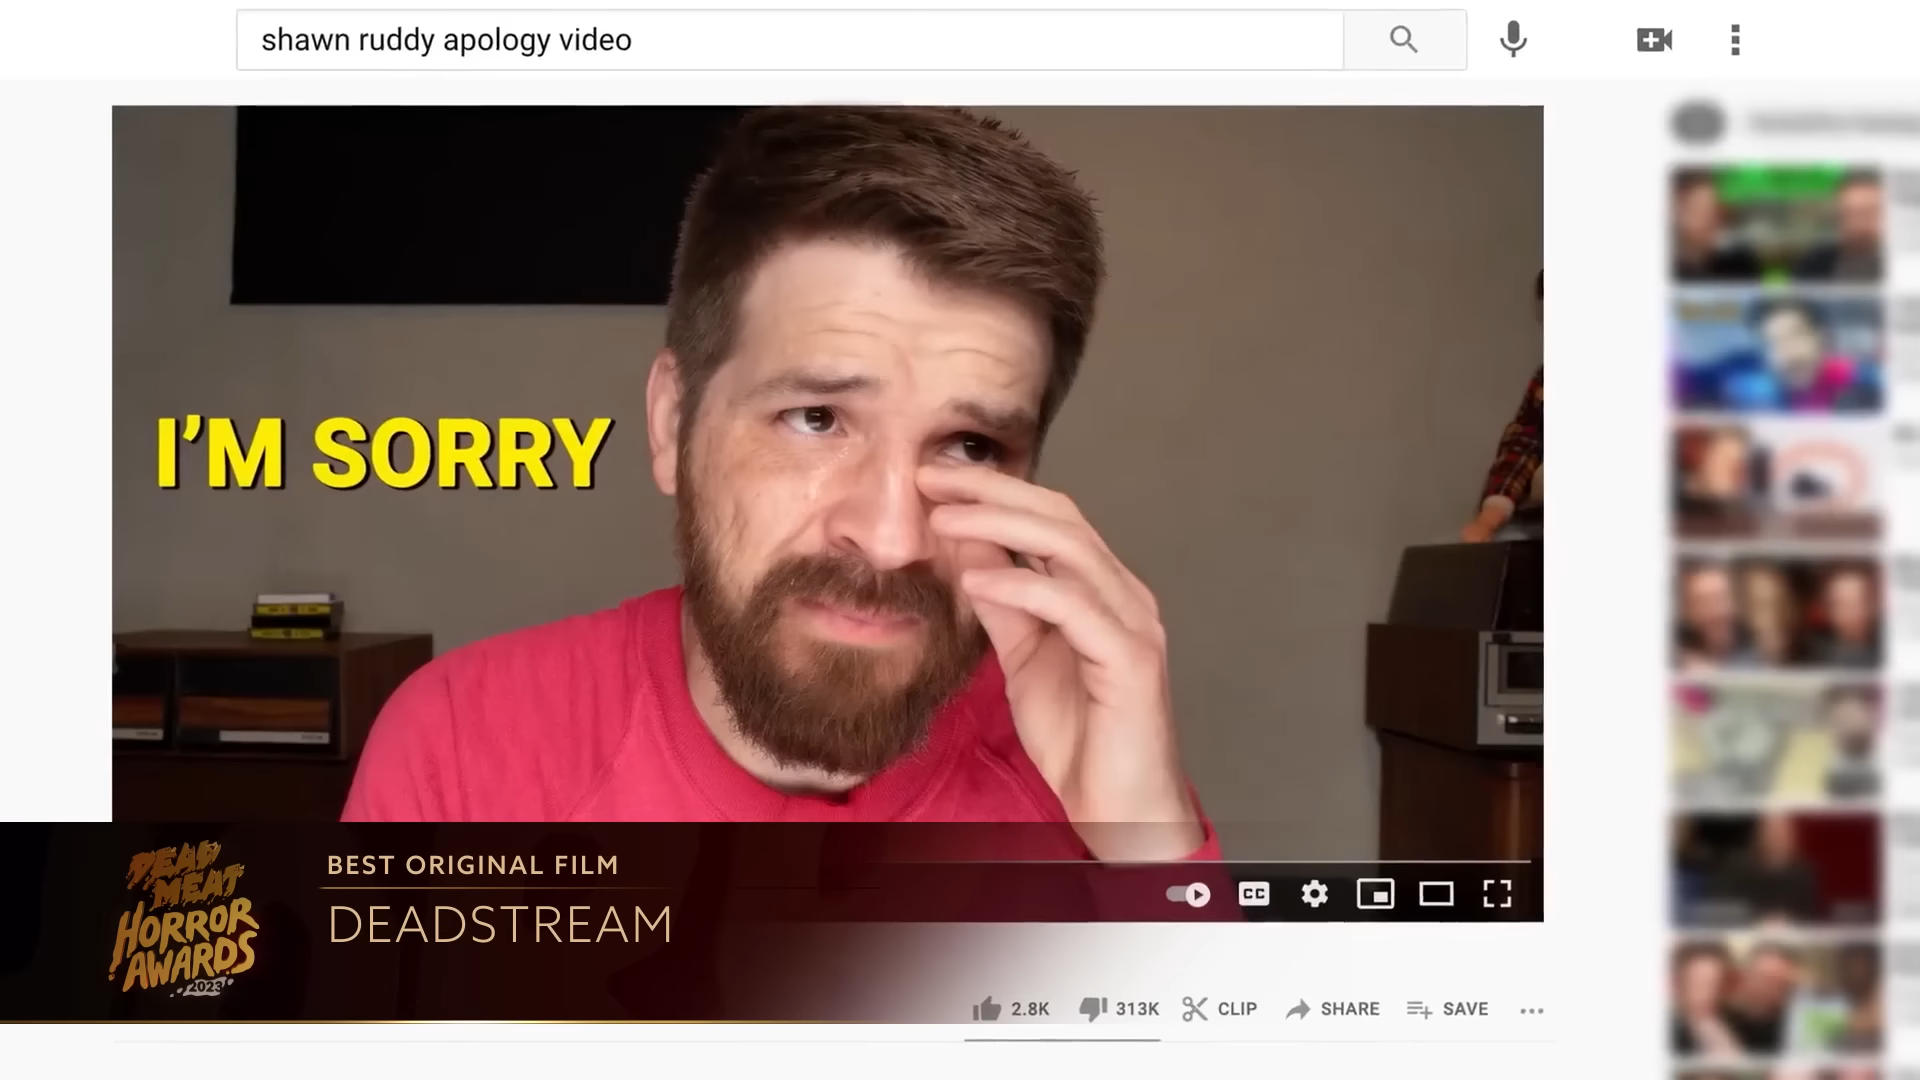 shawn ruddy apology video
I'M SORRY
BEST ORIGINAL FILM
DEADSTREAM
DEAD
MEAT
HORROR
AWARDS
2023
CC
2.8K
313K
CLIP
SHARE
SAVE